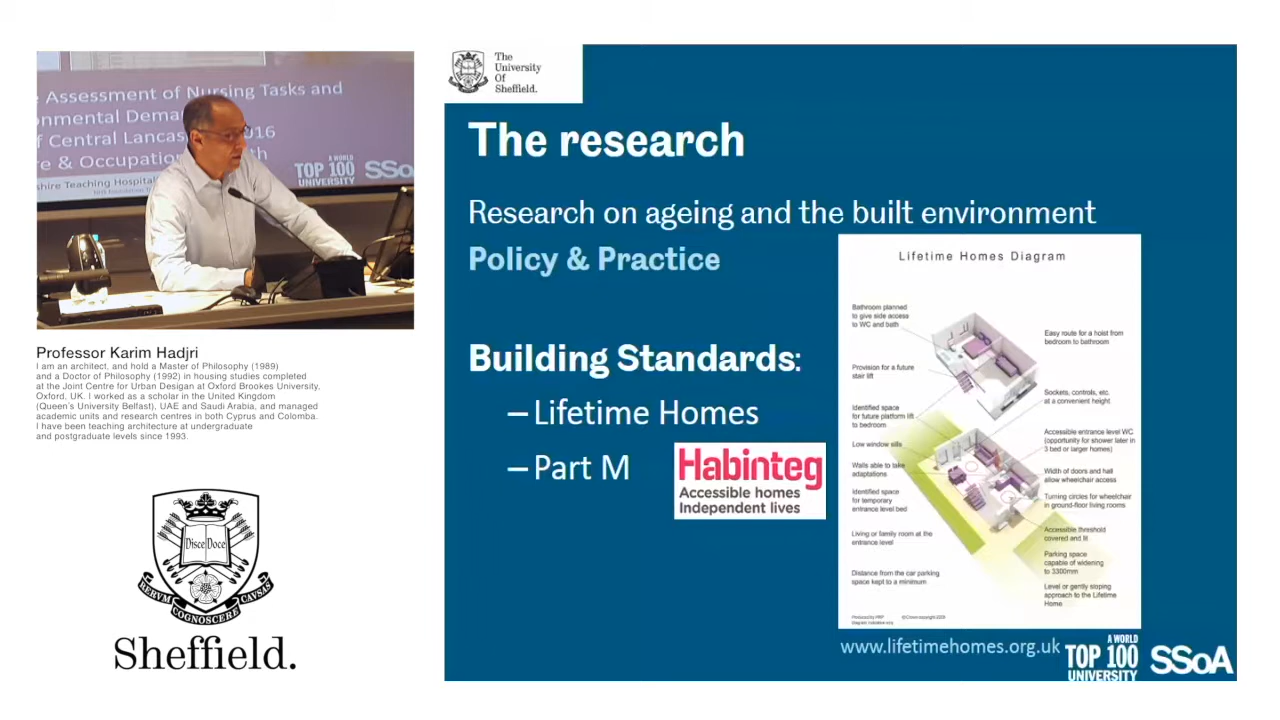 e Assessment of Nursing Tasks and
onmental Dema
f Central Lancas 016
re & Occupation th
shire Teaching Hospital
A WORLD
TOP 100
UNIVERSITY
SSoA
Professor Karim Hadjri
I am an architect, and hold a Master of Philosophy (1989)
and a Doctor of Philosophy (1992) in housing studies completed
at the Joint Centre for Urban Desigan at Oxford Brookes University,
Oxford, UK. I worked as a scholar in the United Kingdom
(Queen's University Belfast), UAE and Saudi Arabia, and managed
academic units and research centres in both Cyprus and Colomba.
I have been teaching architecture at undergraduate
and postgraduate levels since 1993.
Disce Doce
RERVM COGNOSCERE CAVSAS
Sheffield.
The
University
Of
Sheffield.
The research
Research on ageing and the built environment
Policy & Practice
Building Standards:
– Lifetime Homes
– Part M
Habinteg
Accessible homes
Independent lives
Lifetime Homes Diagram
Bathroom planned
to give side access
to WC and bath
Provision for a future
stair lift
Identified space
for future platform lift
to bedroom
Low window sills
Walls able to take
adaptations
Identified space
for temporary
entrance level bed
Living or family room at the
entrance level
Distance from the car parking
space kept to a minimum
Easy route for a hoist from
bedroom to bathroom
Sockets, controls, etc.
at a convenient height
Accessible entrance level WC
(opportunity for shower later in
3 bed or larger homes)
Width of doors and hall
allow wheelchair access
Turning circles for wheelchair
in ground-floor living rooms
Accessible threshold
covered and lit
Parking space
capable of widening
to 3300mm
Level or gently sloping
approach to the Lifetime
Home
www.lifetimehomes.org.uk
A WORLD
TOP 100
UNIVERSITY
SSoA